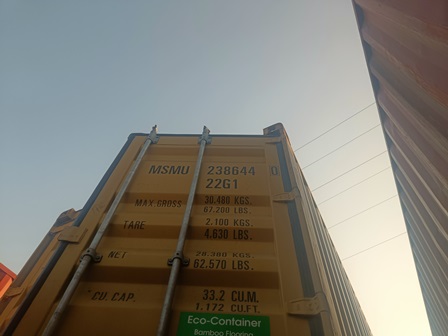 MSMU 238644 0
22G1
MAX.GROSS 30.480 KGS.
67.200 LBS.
TARE 2.100 KGS.
4.630 LBS.
NET 28.380 KGS.
62.570 LBS.
CU.CAP. 33.2 CU.M.
1.172 CU.FT.
Eco-Container
Bamboo Flooring